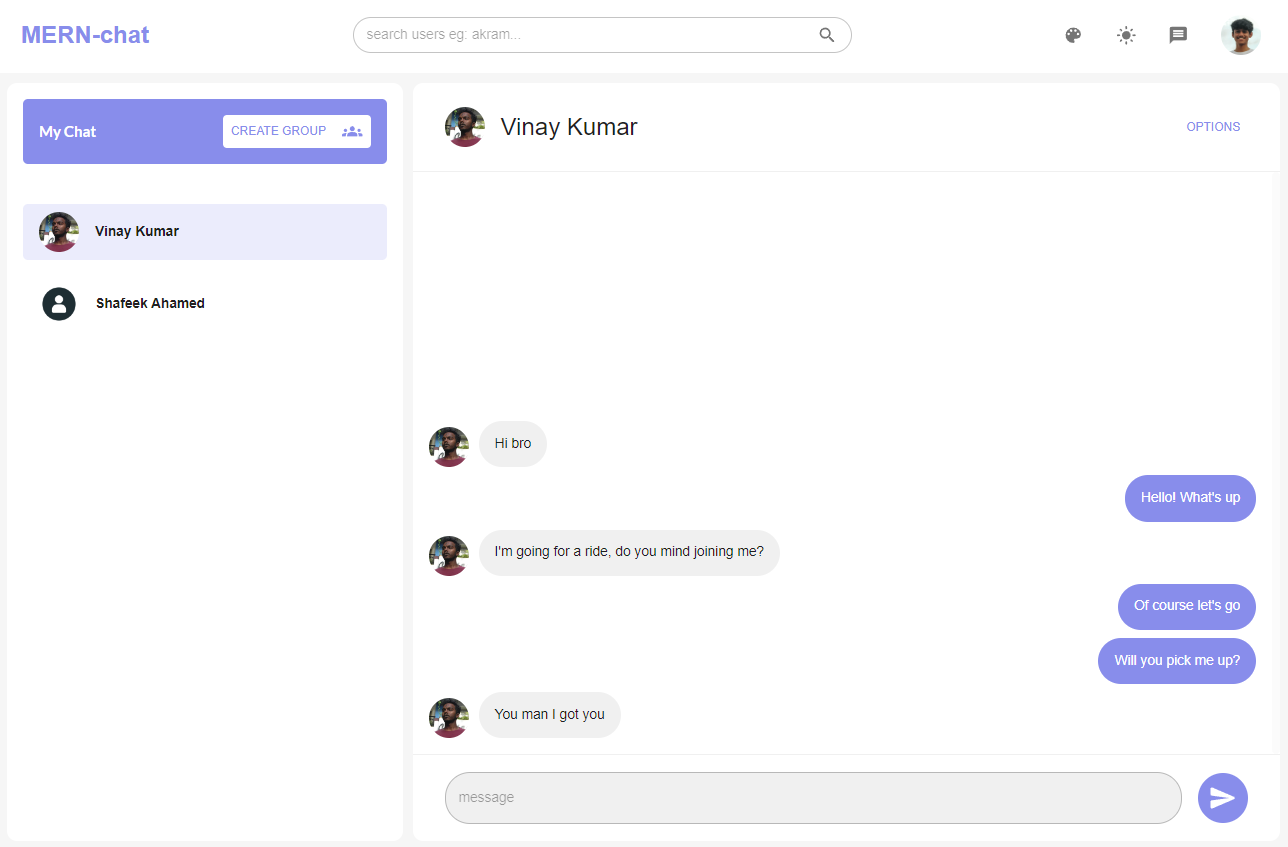 MERN-chat
search users eg: akram...
My Chat
CREATE GROUP
Vinay Kumar
Shafeek Ahamed
Vinay Kumar
OPTIONS
Hi bro
Hello! What's up
I'm going for a ride, do you mind joining me?
Of course let's go
Will you pick me up?
You man I got you
message